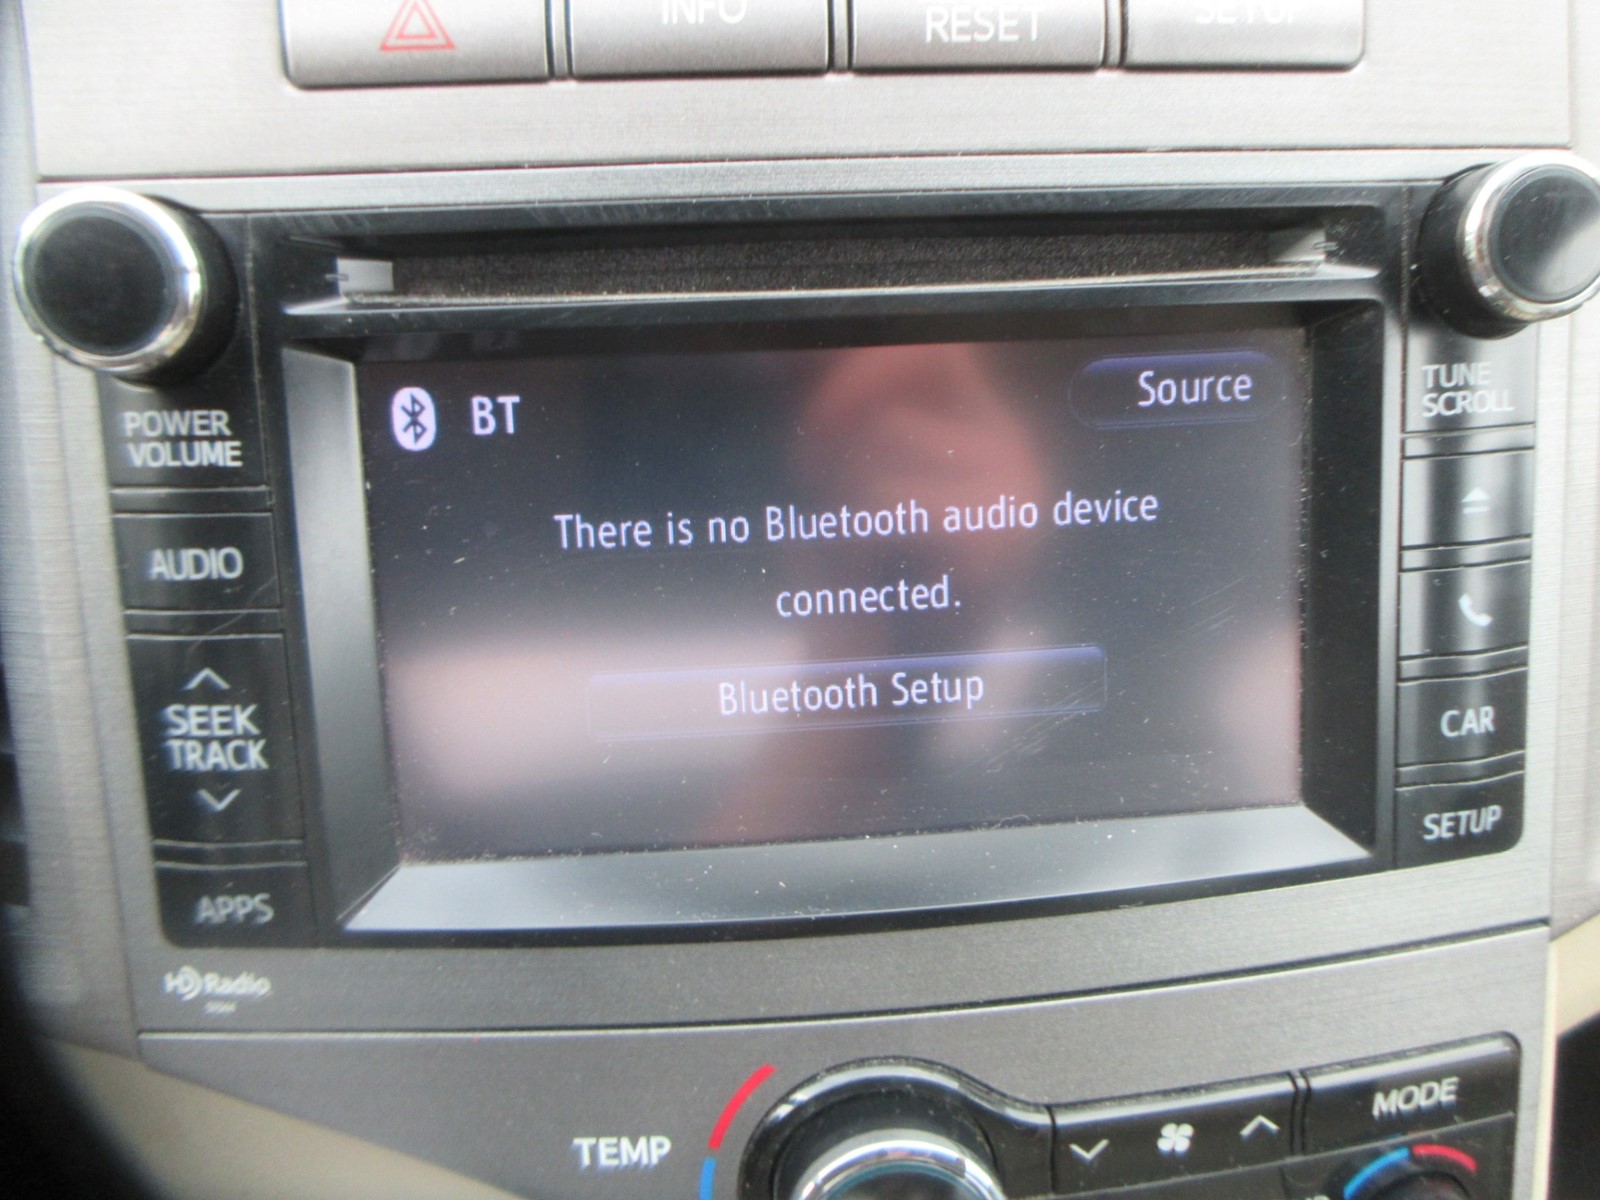 INFO
RESET
SETUP
POWER
VOLUME
AUDIO
SEEK
TRACK
APPS
HD Radio
BT
Source
There is no Bluetooth audio device
connected.
Bluetooth Setup
TUNE
SCROLL
CAR
SETUP
TEMP
MODE